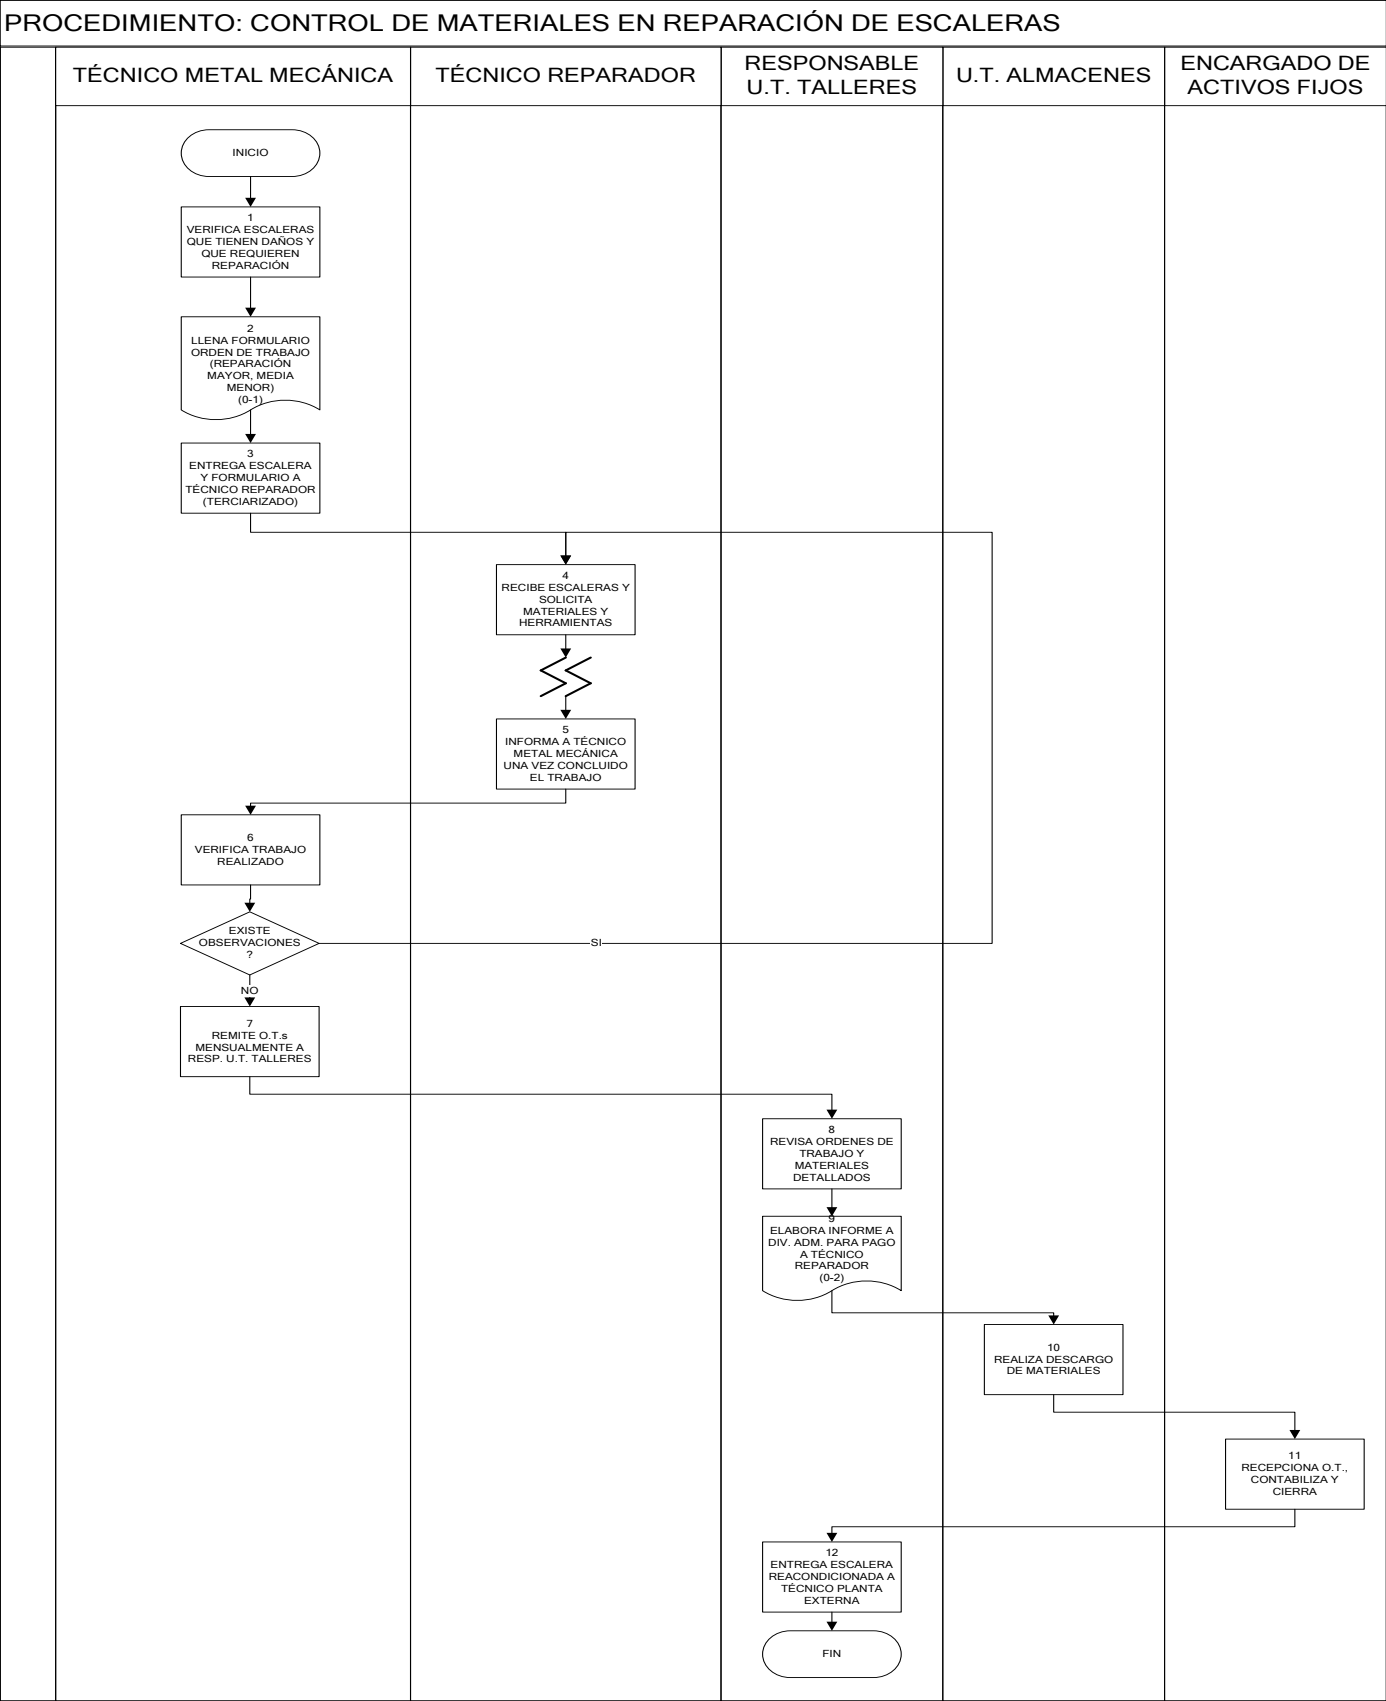 PROCEDIMIENTO: CONTROL DE MATERIALES EN REPARACIÓN DE ESCALERAS
TÉCNICO METAL MECÁNICA
TÉCNICO REPARADOR
RESPONSABLE
U.T. TALLERES
U.T. ALMACENES
ENCARGADO DE
ACTIVOS FIJOS
INICIO
1
VERIFICA ESCALERAS
QUE TIENEN DAÑOS Y
QUE REQUIEREN
REPARACIÓN
2
LLENA FORMULARIO
ORDEN DE TRABAJO
(REPARACIÓN
MAYOR, MEDIA
MENOR)
(0-1)
3
ENTREGA ESCALERA
Y FORMULARIO A
TÉCNICO REPARADOR
(TERCIARIZADO)
4
RECIBE ESCALERAS Y
SOLICITA
MATERIALES Y
HERRAMIENTAS
5
INFORMA A TÉCNICO
METAL MECÁNICA
UNA VEZ CONCLUIDO
EL TRABAJO
6
VERIFICA TRABAJO
REALIZADO
EXISTE
OBSERVACIONES
?
SI
NO
7
REMITE O.T.s
MENSUALMENTE A
RESP. U.T. TALLERES
8
REVISA ORDENES DE
TRABAJO Y
MATERIALES
DETALLADOS
9
ELABORA INFORME A
DIV. ADM. PARA PAGO
A TÉCNICO
REPARADOR
(0-2)
10
REALIZA DESCARGO
DE MATERIALES
11
RECEPCIONA O.T.,
CONTABILIZA Y
CIERRA
12
ENTREGA ESCALERA
REACONDICIONADA A
TÉCNICO PLANTA
EXTERNA
FIN